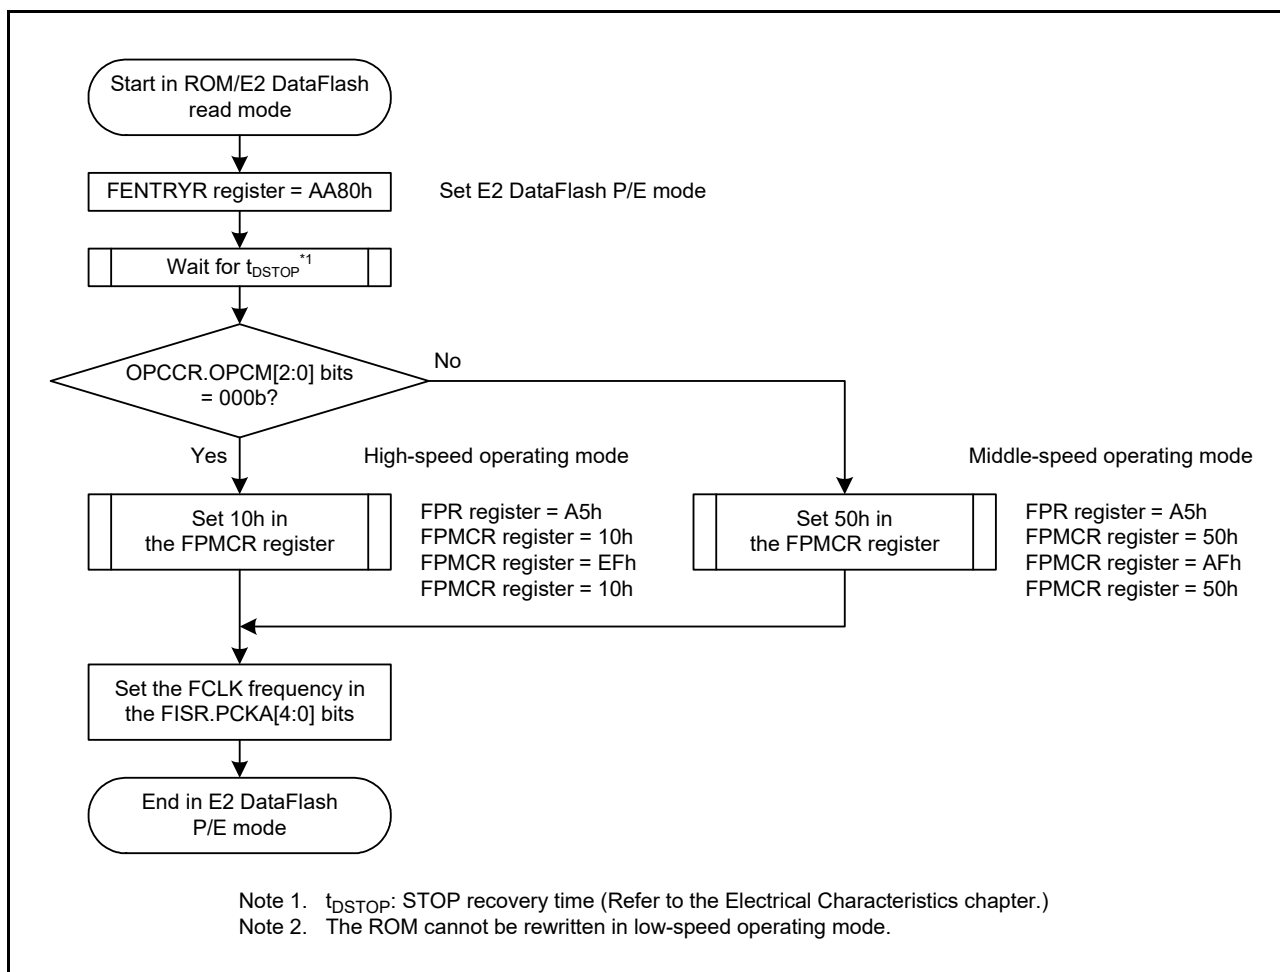 Start in ROM/E2 DataFlash
read mode
FENTRYR register = AA80h
Set E2 DataFlash P/E mode
Wait for tDSTOP*1
OPCCR.OPCM[2:0] bits
= 000b?
No
Yes
High-speed operating mode
Middle-speed operating mode
Set 10h in
the FPMCR register
FPR register = A5h
FPMCR register = 10h
FPMCR register = EFh
FPMCR register = 10h
Set 50h in
the FPMCR register
FPR register = A5h
FPMCR register = 50h
FPMCR register = AFh
FPMCR register = 50h
Set the FCLK frequency in
the FISR.PCKA[4:0] bits
End in E2 DataFlash
P/E mode
Note 1. tDSTOP: STOP recovery time (Refer to the Electrical Characteristics chapter.)
Note 2. The ROM cannot be rewritten in low-speed operating mode.